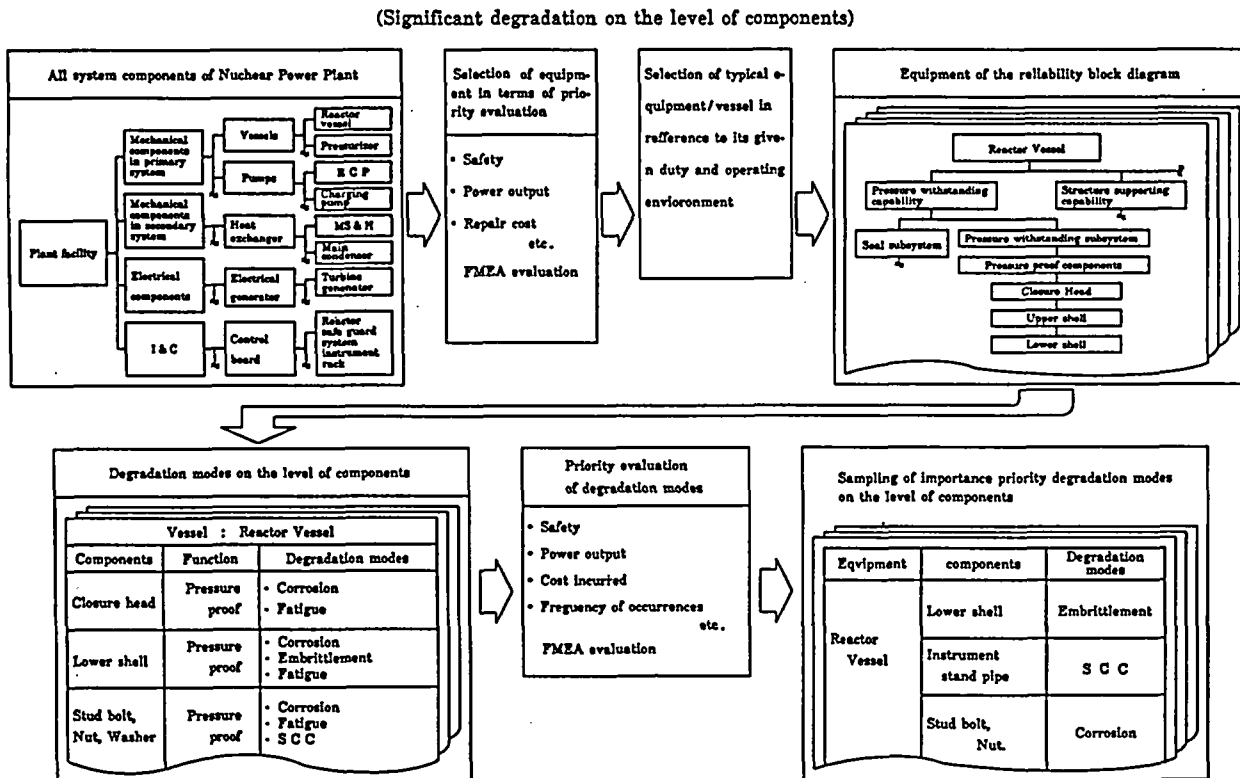 (Significant degradation on the level of components)
All system components of Nuchear Power Plant
Plant facility
Mechanical
components
in primary
system
Mechanical
components
in secondary
system
Electrical
components
I & C
Vessels
Pumps
Heat
exchanger
Electrical
generator
Control
board
Reactor
vessel
Pressurizer
R C P
Charging
pump
MS & H
Main
condensor
Turbine
generator
Reactor
safe guard
system
instrument
rack
Selection of equipm-
ent in terms of prio-
rity evaluation
• Safety
• Power output
• Repair cost
etc.
FMEA evaluation
Selection of typical e-
quipment/vessel in
refference to its give-
n duty and operating
envioronment
Equipment of the reliability block diagram
Reactor Vessel
Pressure withstanding
capability
Structure supporting
capability
Seal subsystem
Pressure withstanding subsystem
Pressure proof components
Closure Head
Upper shell
Lower shell
Degradation modes on the level of components
Vessel : Reactor Vessel
Components Function Degradation modes
Closure head Pressure proof • Corrosion
• Fatigue
Lower shell Pressure proof • Corrosion
• Embrittlement
• Fatigue
Stud bolt,
Nut, Washer
Pressure proof
• Corrosion
• Fatigue
• S C C
Priority evaluation
of degradation modes
• Safety
• Power output
• Cost incurred
• Freguency of occurrences
etc.
FMEA evaluation
Sampling of importance priority degradation modes
on the level of components
Eqvipment components Degradation
modes
Reactor
Vessel
Lower shell Embrittlement
Instrument
stand pipe
S C C
Stud bolt,
Nut.
Corrosion